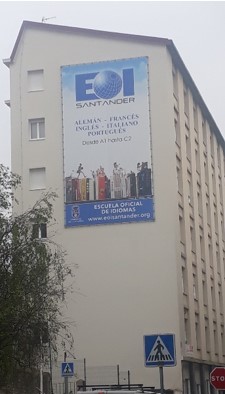 EOI
SANTANDER
ALEMÁN - FRANCÉS
INGLÉS - ITALIANO
PORTUGUÉS
Desde A1 hasta C2
ESCUELA OFICIAL
DE IDIOMAS
www.eoisantander.org
STOP